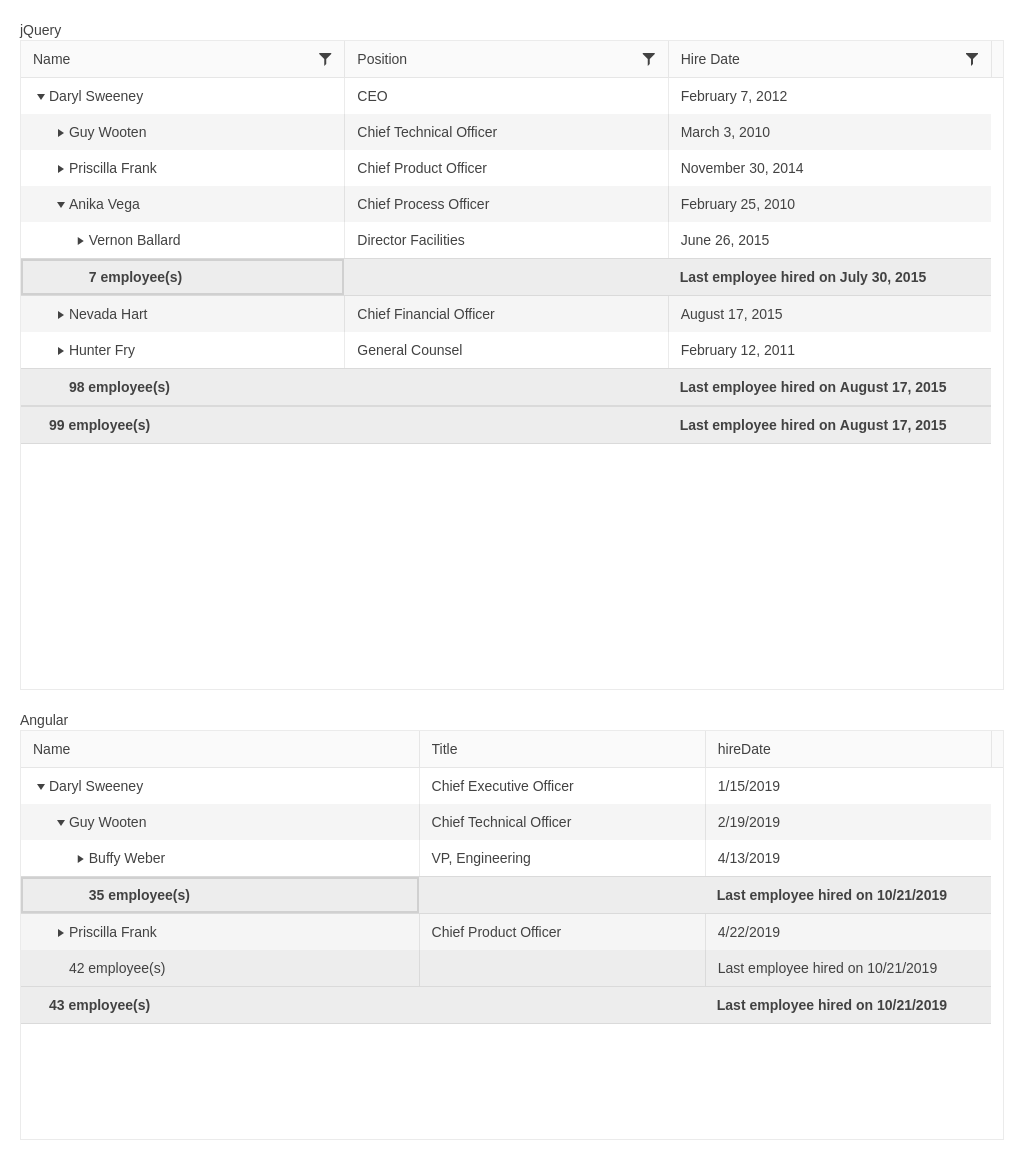 jQuery
Name Position Hire Date
Daryl Sweeney CEO February 7, 2012
Guy Wooten Chief Technical Officer March 3, 2010
Priscilla Frank Chief Product Officer November 30, 2014
Anika Vega Chief Process Officer February 25, 2010
Vernon Ballard Director Facilities June 26, 2015
7 employee(s) Last employee hired on July 30, 2015
Nevada Hart Chief Financial Officer August 17, 2015
Hunter Fry General Counsel February 12, 2011
98 employee(s) Last employee hired on August 17, 2015
99 employee(s) Last employee hired on August 17, 2015
Angular
Name Title hireDate
Daryl Sweeney Chief Executive Officer 1/15/2019
Guy Wooten Chief Technical Officer 2/19/2019
Buffy Weber VP, Engineering 4/13/2019
35 employee(s) Last employee hired on 10/21/2019
Priscilla Frank Chief Product Officer 4/22/2019
42 employee(s) Last employee hired on 10/21/2019
43 employee(s) Last employee hired on 10/21/2019